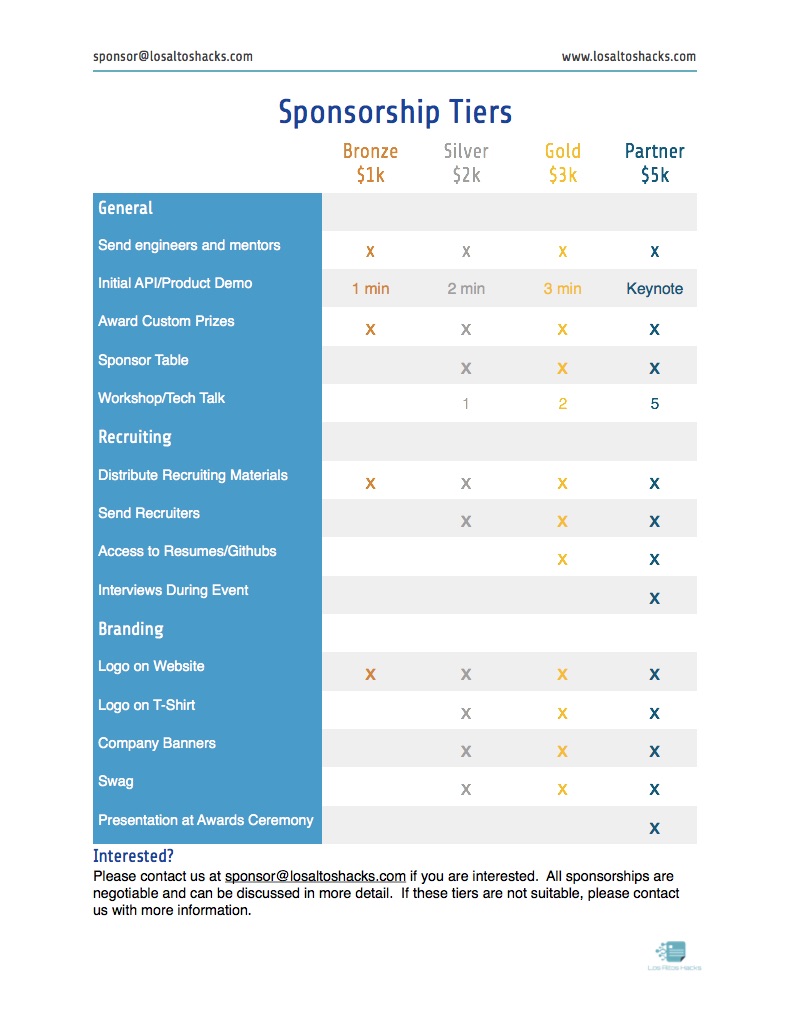 sponsor@losaltoshacks.com www.losaltoshacks.com
Sponsorship Tiers
Bronze Silver Gold Partner
$1k $2k $3k $5k
General
Send engineers and mentors X X X X
Initial API/Product Demo 1 min 2 min 3 min Keynote
Award Custom Prizes X X X X
Sponsor Table X X X
Workshop/Tech Talk 1 2 5
Recruiting
Distribute Recruiting Materials X X X X
Send Recruiters X X X
Access to Resumes/Githubs X X
Interviews During Event X
Branding
Logo on Website X X X X
Logo on T-Shirt X X X
Company Banners X X X
Swag X X X
Presentation at Awards Ceremony X
Interested?
Please contact us at sponsor@losaltoshacks.com if you are interested.  All sponsorships are
negotiable and can be discussed in more detail.  If these tiers are not suitable, please contact
us with more information.
Los Altos Hacks